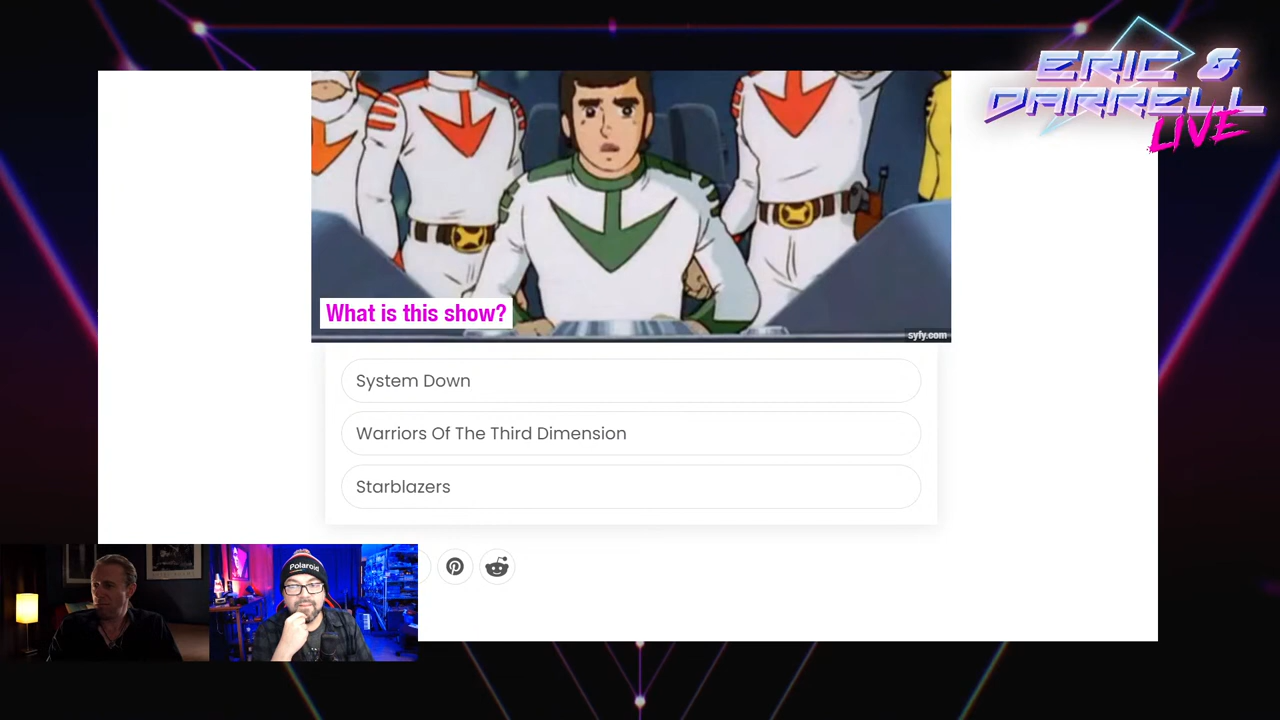 ERIC &
DARRELL
LIVE
What is this show?
syfy.com
System Down
Warriors Of The Third Dimension
Starblazers
Polaroid